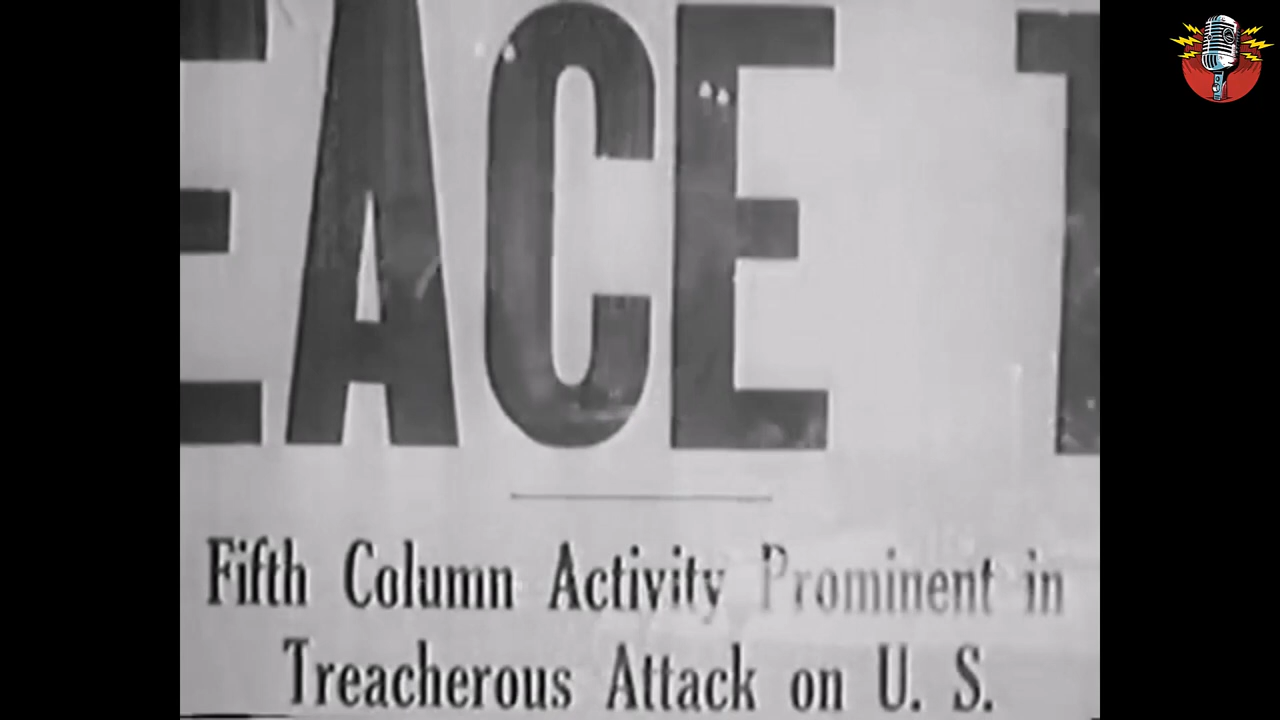 EACE T
Fifth Column Activity Prominent in
Treacherous Attack on U. S.